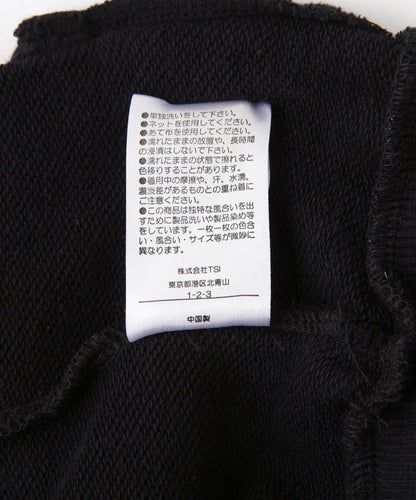 ●単独洗いをして下さい。
●ネットを使用してください。
●あて布を使用してください。
●濡れたままの放置や、長時間
の浸漬はしないで下さい。
●濡れたままの状態で擦れると
色移りすることがあります。
●着用中の摩擦や、汗、水濡、
濃淡差があるものとの重ね着に
ご注意ください。
●この商品は独特な風合いを出
すために製品洗いや製品染め等
をしています。一枚一枚の色合
い・風合い・サイズ等が微妙に
異なります。
株式会社TSI
東京都港区北青山
1-2-3
中国製